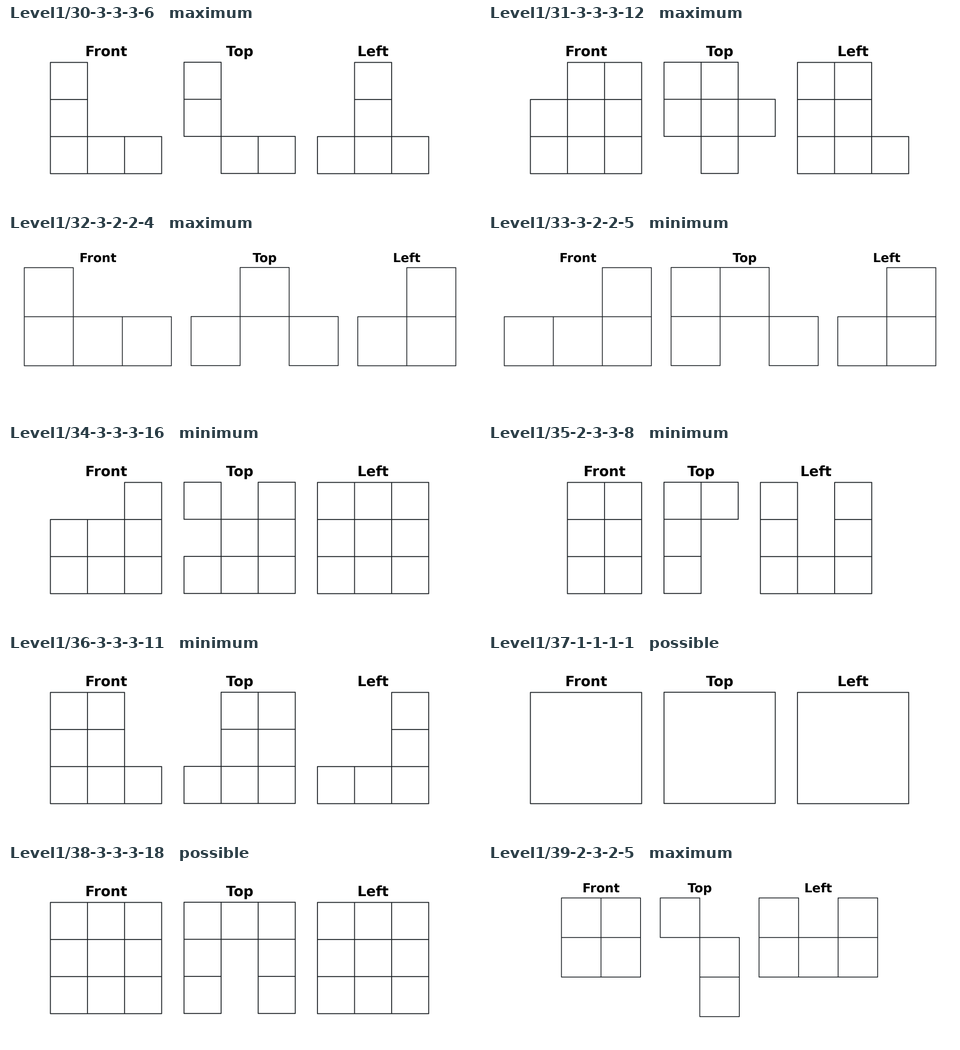 Level1/30-3-3-3-6 maximum
Front Top Left
Level1/31-3-3-3-12 maximum
Front Top Left
Level1/32-3-2-2-4 maximum
Front Top Left
Level1/33-3-2-2-5 minimum
Front Top Left
Level1/34-3-3-3-16 minimum
Front Top Left
Level1/35-2-3-3-8 minimum
Front Top Left
Level1/36-3-3-3-11 minimum
Front Top Left
Level1/37-1-1-1-1 possible
Front Top Left
Level1/38-3-3-3-18 possible
Front Top Left
Level1/39-2-3-2-5 maximum
Front Top Left